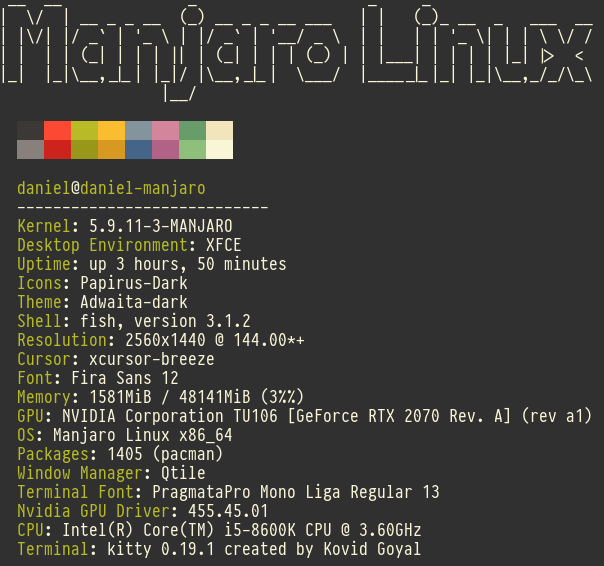 Manjaro Linux
daniel@daniel-manjaro
----------------------------
Kernel: 5.9.11-3-MANJARO
Desktop Environment: XFCE
Uptime: up 3 hours, 50 minutes
Icons: Papirus-Dark
Theme: Adwaita-dark
Shell: fish, version 3.1.2
Resolution: 2560x1440 @ 144.00*+
Cursor: xcursor-breeze
Font: Fira Sans 12
Memory: 1581MiB / 48141MiB (3%%)
GPU: NVIDIA Corporation TU106 [GeForce RTX 2070 Rev. A] (rev a1)
OS: Manjaro Linux x86_64
Packages: 1405 (pacman)
Window Manager: Qtile
Terminal Font: PragmataPro Mono Liga Regular 13
Nvidia GPU Driver: 455.45.01
CPU: Intel(R) Core(TM) i5-8600K CPU @ 3.60GHz
Terminal: kitty 0.19.1 created by Kovid Goyal